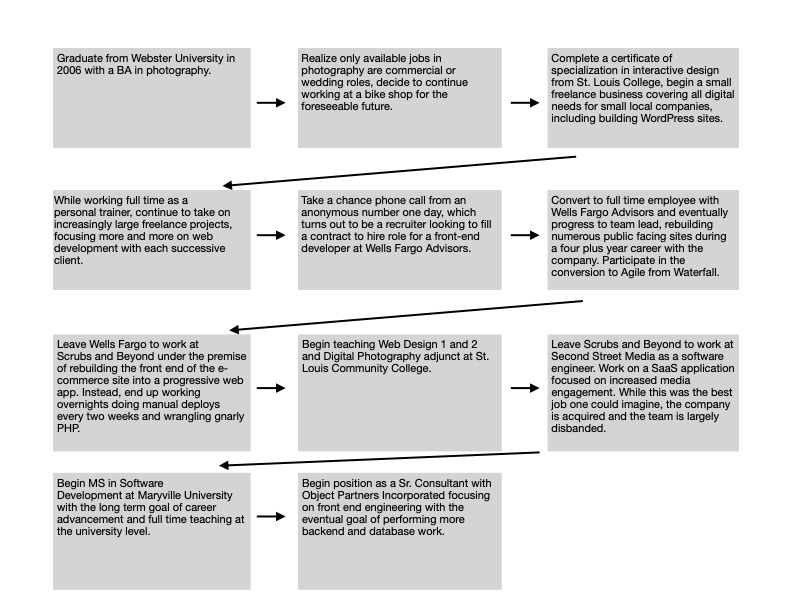 Graduate from Webster University in
2006 with a BA in photography.
Realize only available jobs in
photography are commercial or
wedding roles, decide to continue
working at a bike shop for the
foreseeable future.
Complete a certificate of
specialization in interactive design
from St. Louis College, begin a small
freelance business covering all digital
needs for small local companies,
including building WordPress sites.
While working full time as a
personal trainer, continue to take on
increasingly large freelance projects,
focusing more and more on web
development with each successive
client.
Take a chance phone call from an
anonymous number one day, which
turns out to be a recruiter looking to fill
a contract to hire role for a front-end
developer at Wells Fargo Advisors.
Convert to full time employee with
Wells Fargo Advisors and eventually
progress to team lead, rebuilding
numerous public facing sites during
a four plus year career with the
company. Participate in the
conversion to Agile from Waterfall.
Leave Wells Fargo to work at
Scrubs and Beyond under the premise
of rebuilding the front end of the e-
commerce site into a progressive web
app. Instead, end up working
overnights doing manual deploys
every two weeks and wrangling gnarly
PHP.
Begin teaching Web Design 1 and 2
and Digital Photography adjunct at St.
Louis Community College.
Leave Scrubs and Beyond to work at
Second Street Media as a software
engineer. Work on a SaaS application
focused on increased media
engagement. While this was the best
job one could imagine, the company
is acquired and the team is largely
disbanded.
Begin MS in Software
Development at Maryville University
with the long term goal of career
advancement and full time teaching at
the university level.
Begin position as a Sr. Consultant with
Object Partners Incorporated focusing
on front end engineering with the
eventual goal of performing more
backend and database work.